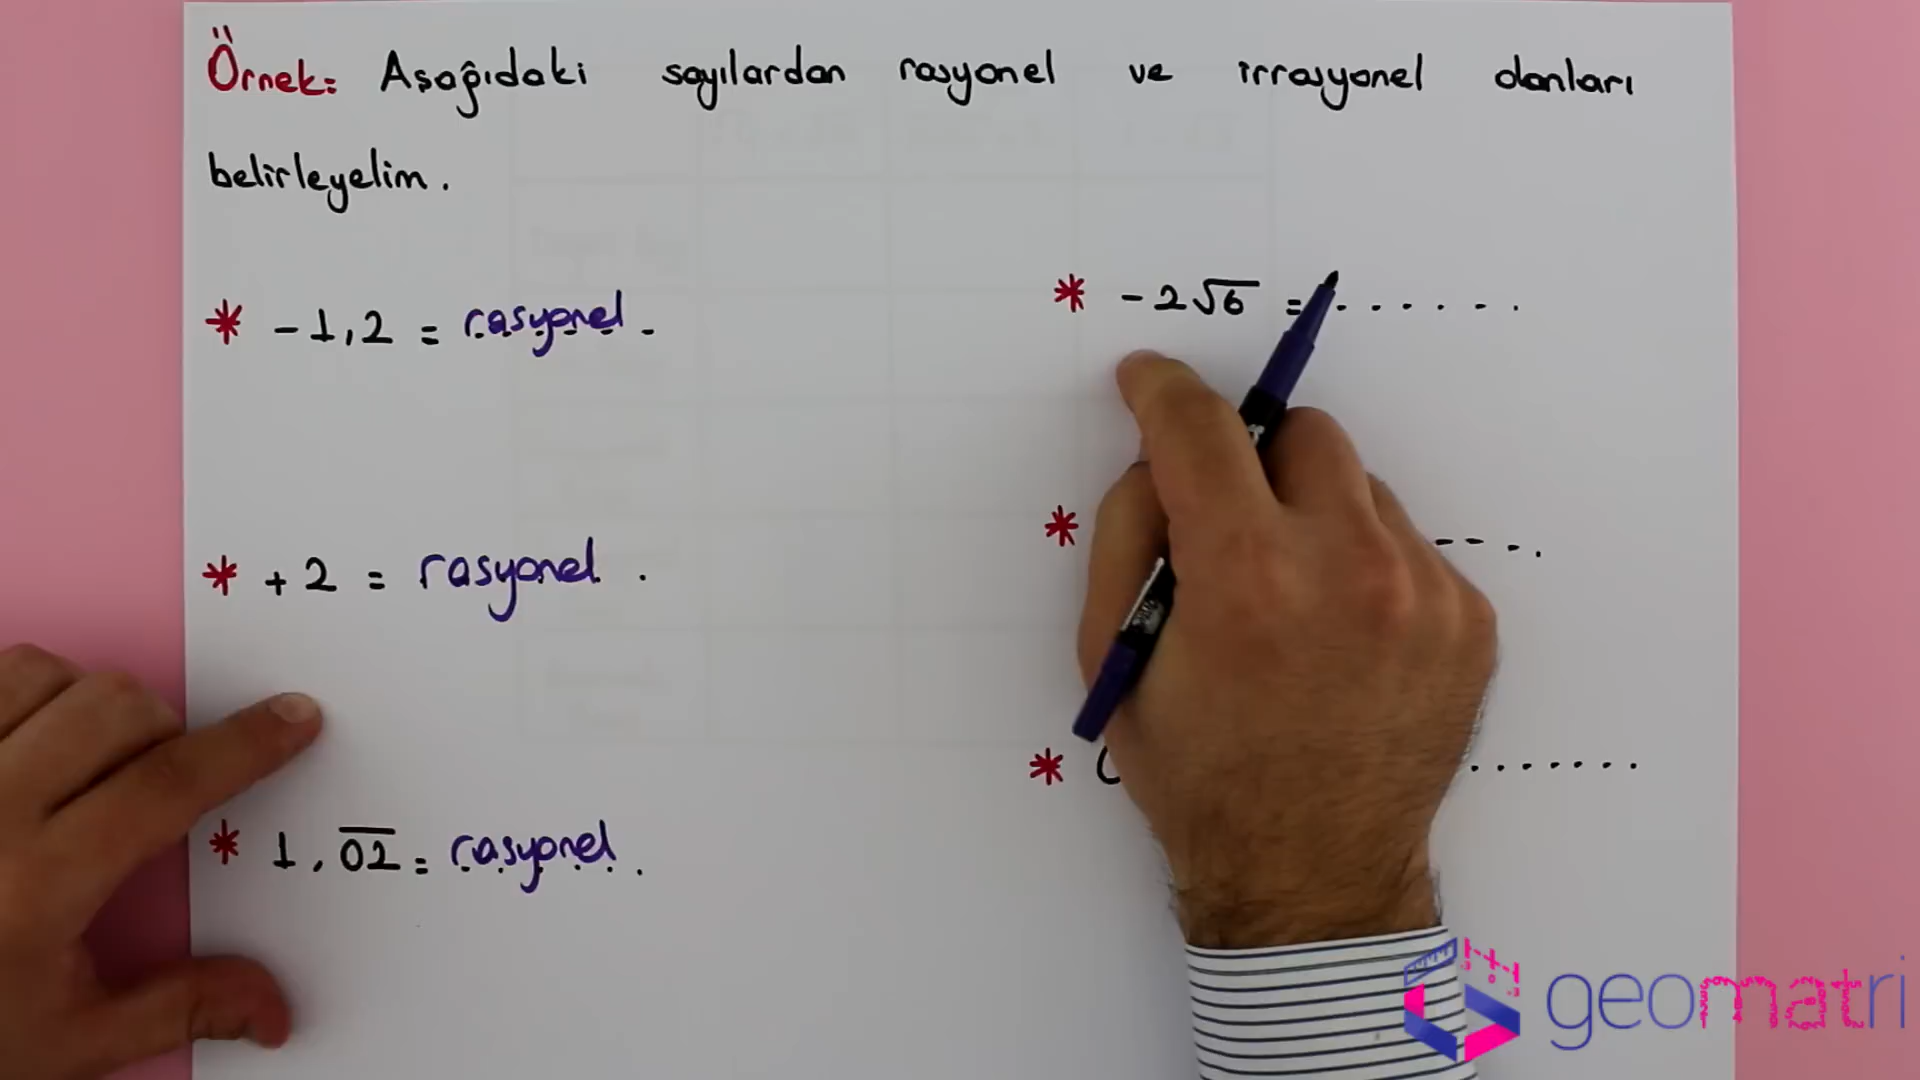 Örnek: Aşağıdaki sayılardan rasyonel ve irrasyonel olanları
belirleyelim.
* -1,2 = rasyonel .
* +2 = rasyonel .
* 1,0̅2̅ = rasyonel .
* -2√6 = . . . . . . .
* - - - .
* . . . . . . .
geomatri